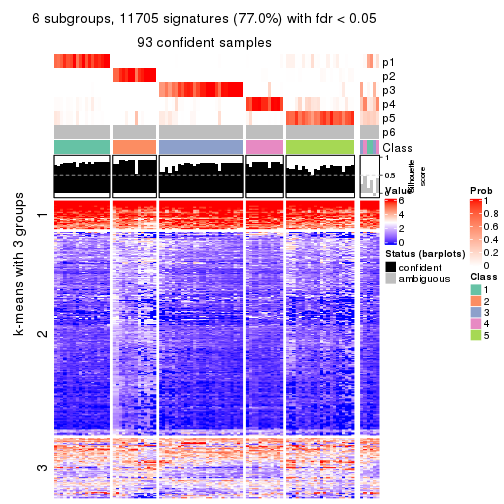 6 subgroups, 11705 signatures (77.0%) with fdr < 0.05
93 confident samples
p1
p2
p3
p4
p5
p6
Class
1
0.5
0
Silhouette
score
k-means with 3 groups
1
2
3
Value
6
4
2
0
Status (barplots)
confident
ambiguous
Prob
1
0.8
0.6
0.4
0.2
0
Class
1
2
3
4
5